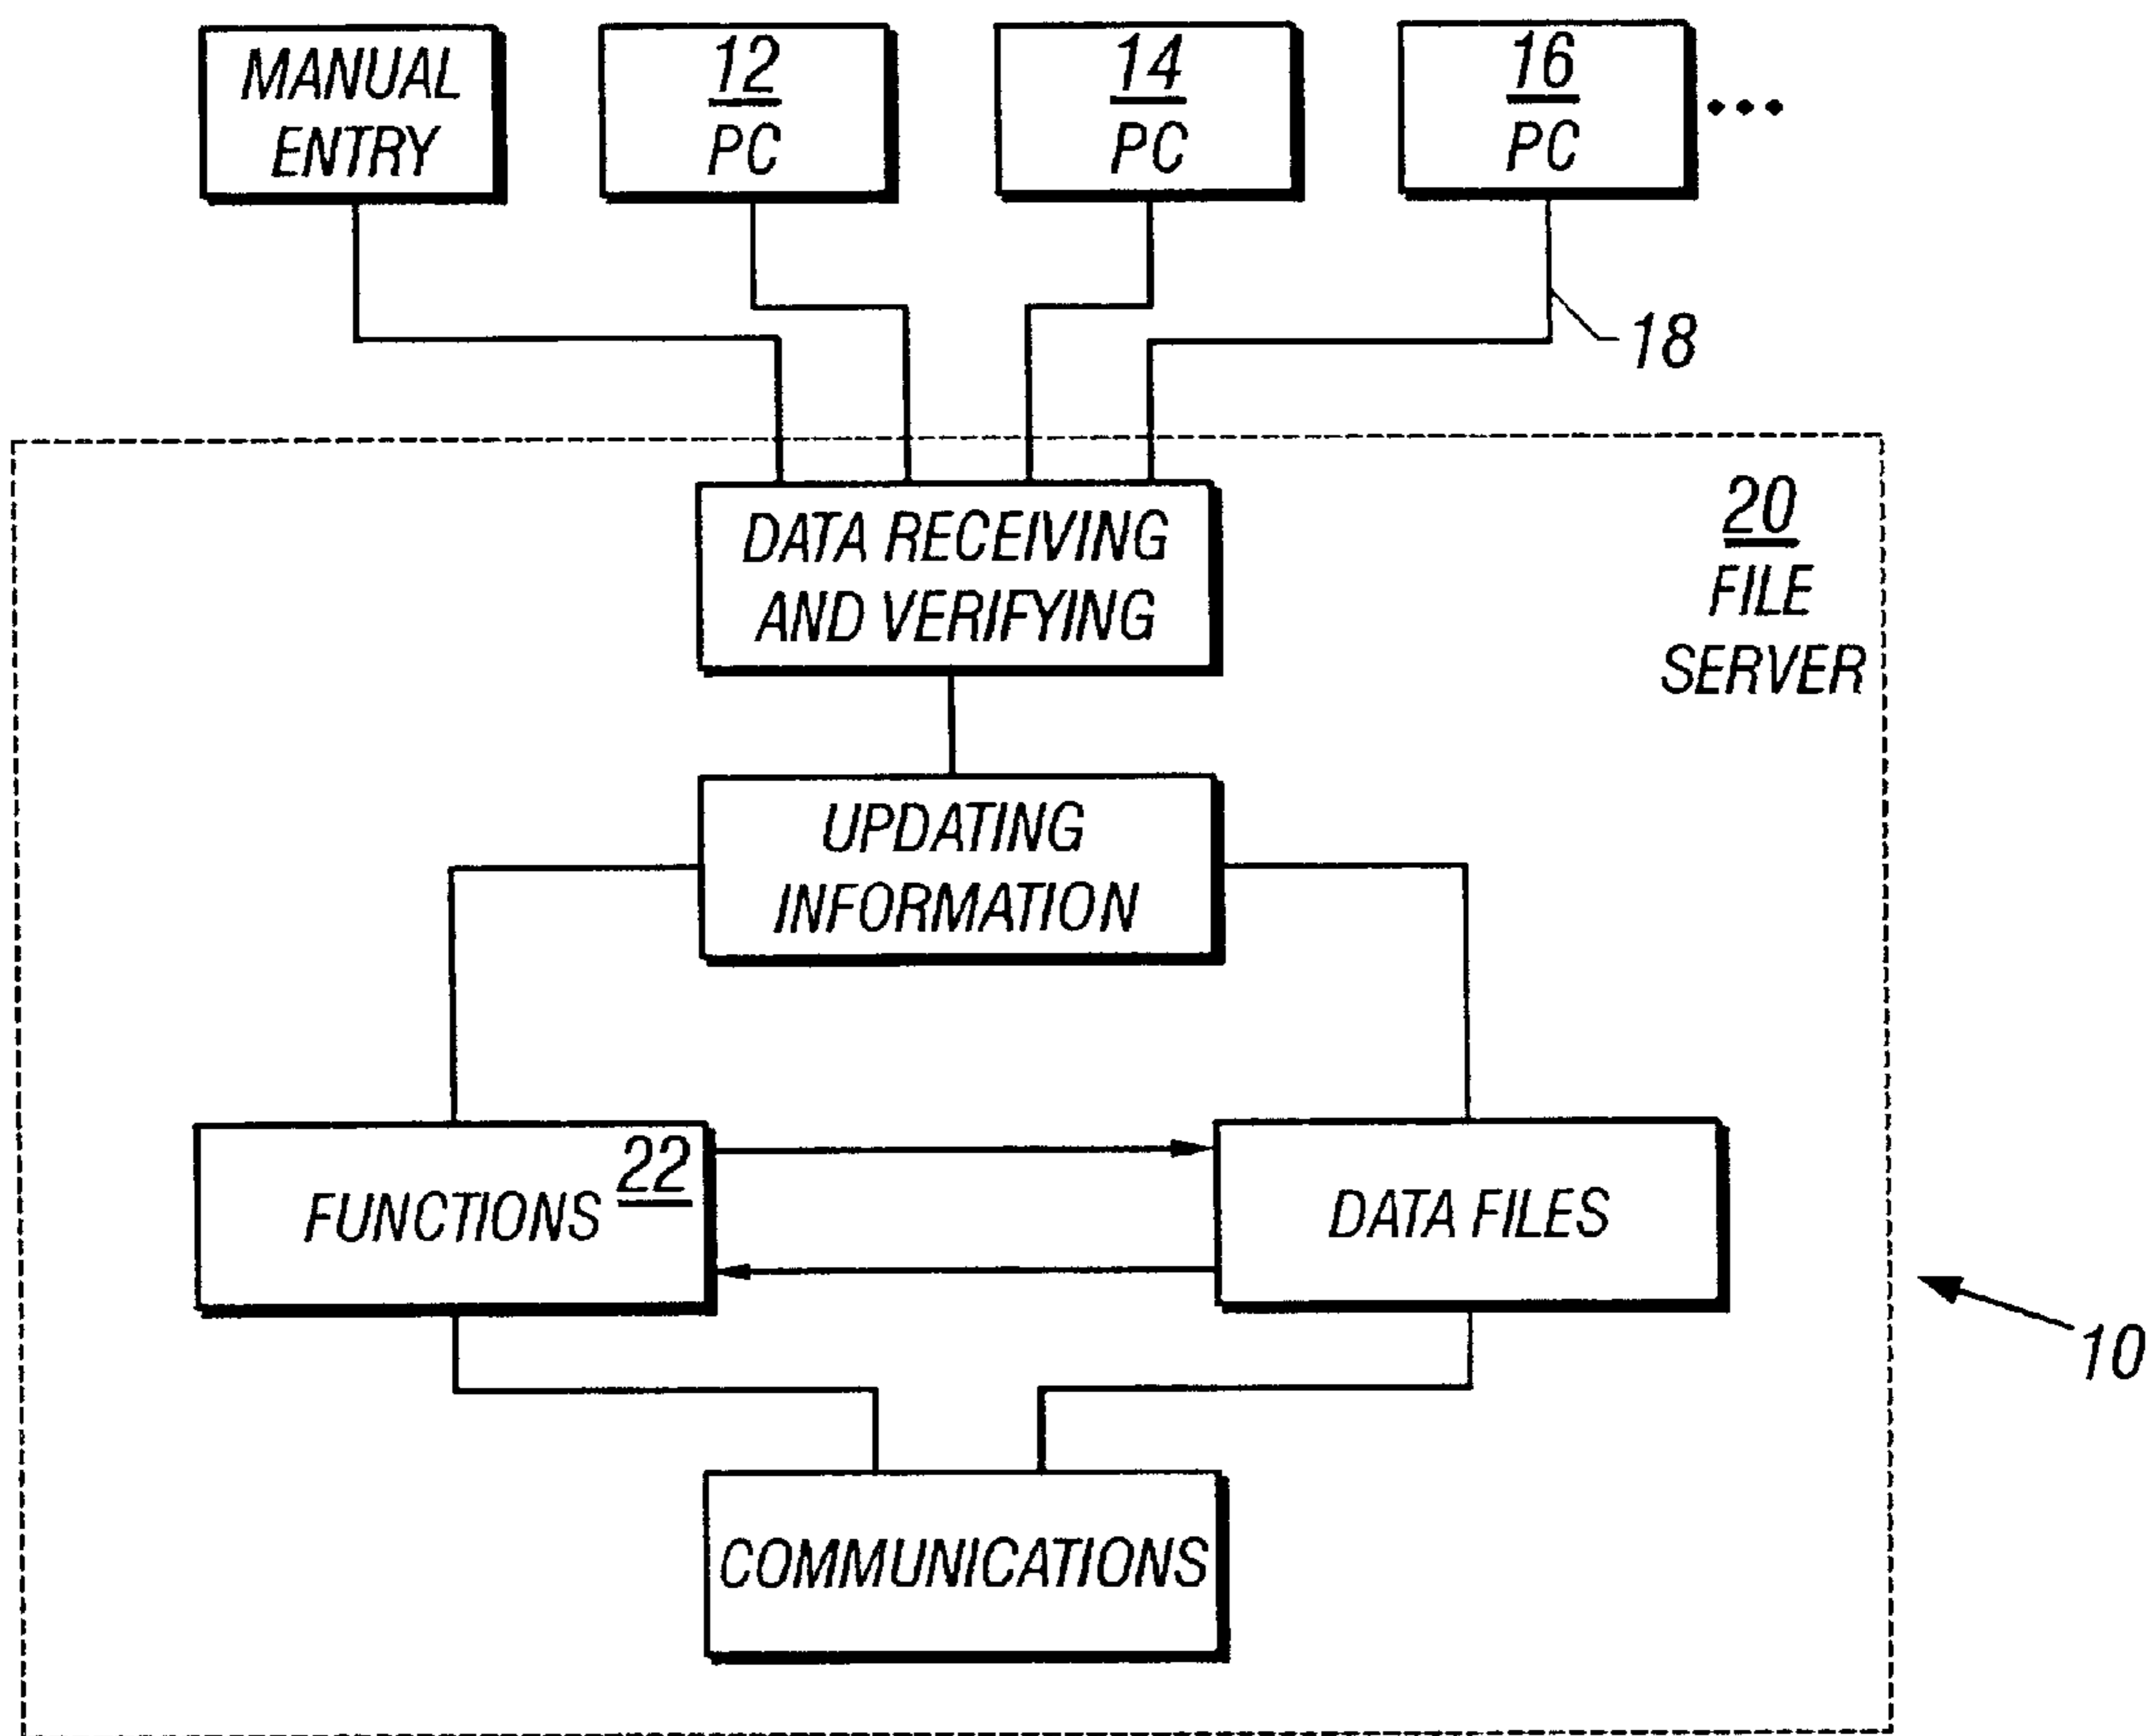 MANUAL
ENTRY
12
PC
14
PC
16
PC
18
DATA RECEIVING
AND VERIFYING
20
FILE
SERVER
UPDATING
INFORMATION
FUNCTIONS 22
DATA FILES
10
COMMUNICATIONS